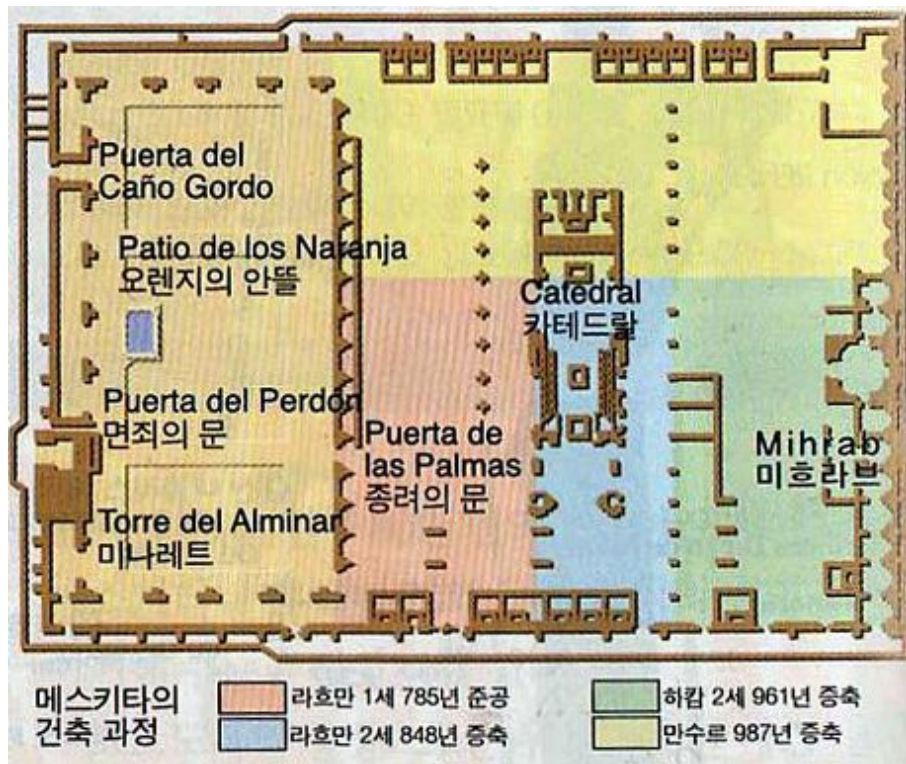 Puerta del
Caño Gordo
Patio de los Naranja
오렌지의 안뜰
Catedral
카테드랄
Puerta del Perdón
면죄의 문
Puerta de
las Palmas
종려의 문
Mihrab
미흐라브
Torre del Alminar
미나레트
메스키타의
건축 과정
라흐만 1세 785년 준공
라흐만 2세 848년 증축
하캄 2세 961년 증축
만수르 987년 증축